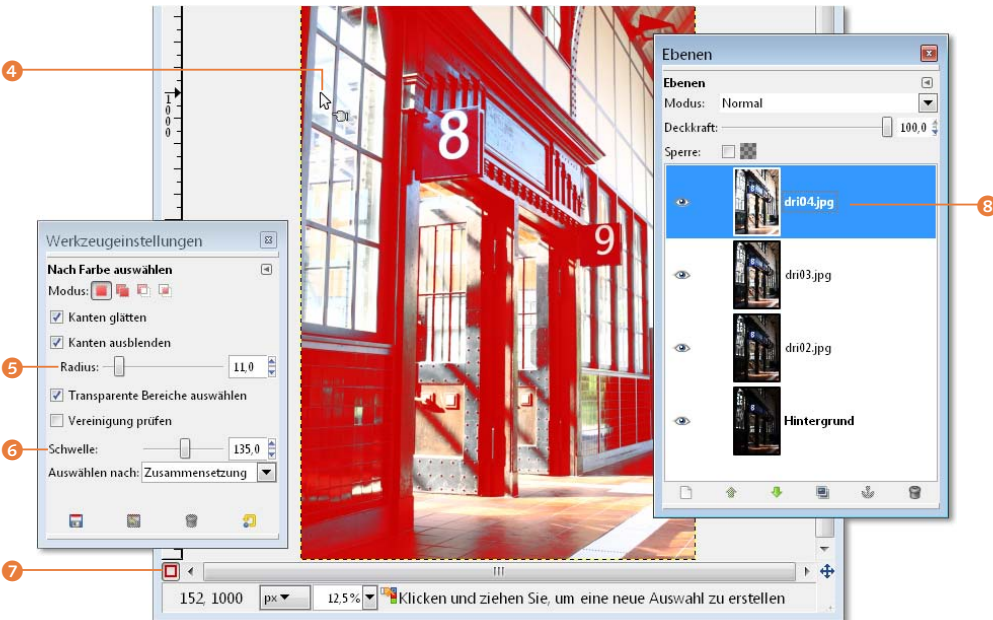 4
1000
8
9
Ebenen
Ebenen
Modus: Normal
Deckkraft: 100,0
Sperre:
dri04.jpg
8
dri03.jpg
dri02.jpg
Hintergrund
Werkzeugeinstellungen
Nach Farbe auswählen
Modus:
Kanten glätten
Kanten ausblenden
5
Radius: 11,0
Transparente Bereiche auswählen
Vereinigung prüfen
6
Schwelle: 135,0
Auswählen nach: Zusammensetzung
7
152, 1000 px 12,5% Klicken und ziehen Sie, um eine neue Auswahl zu erstellen